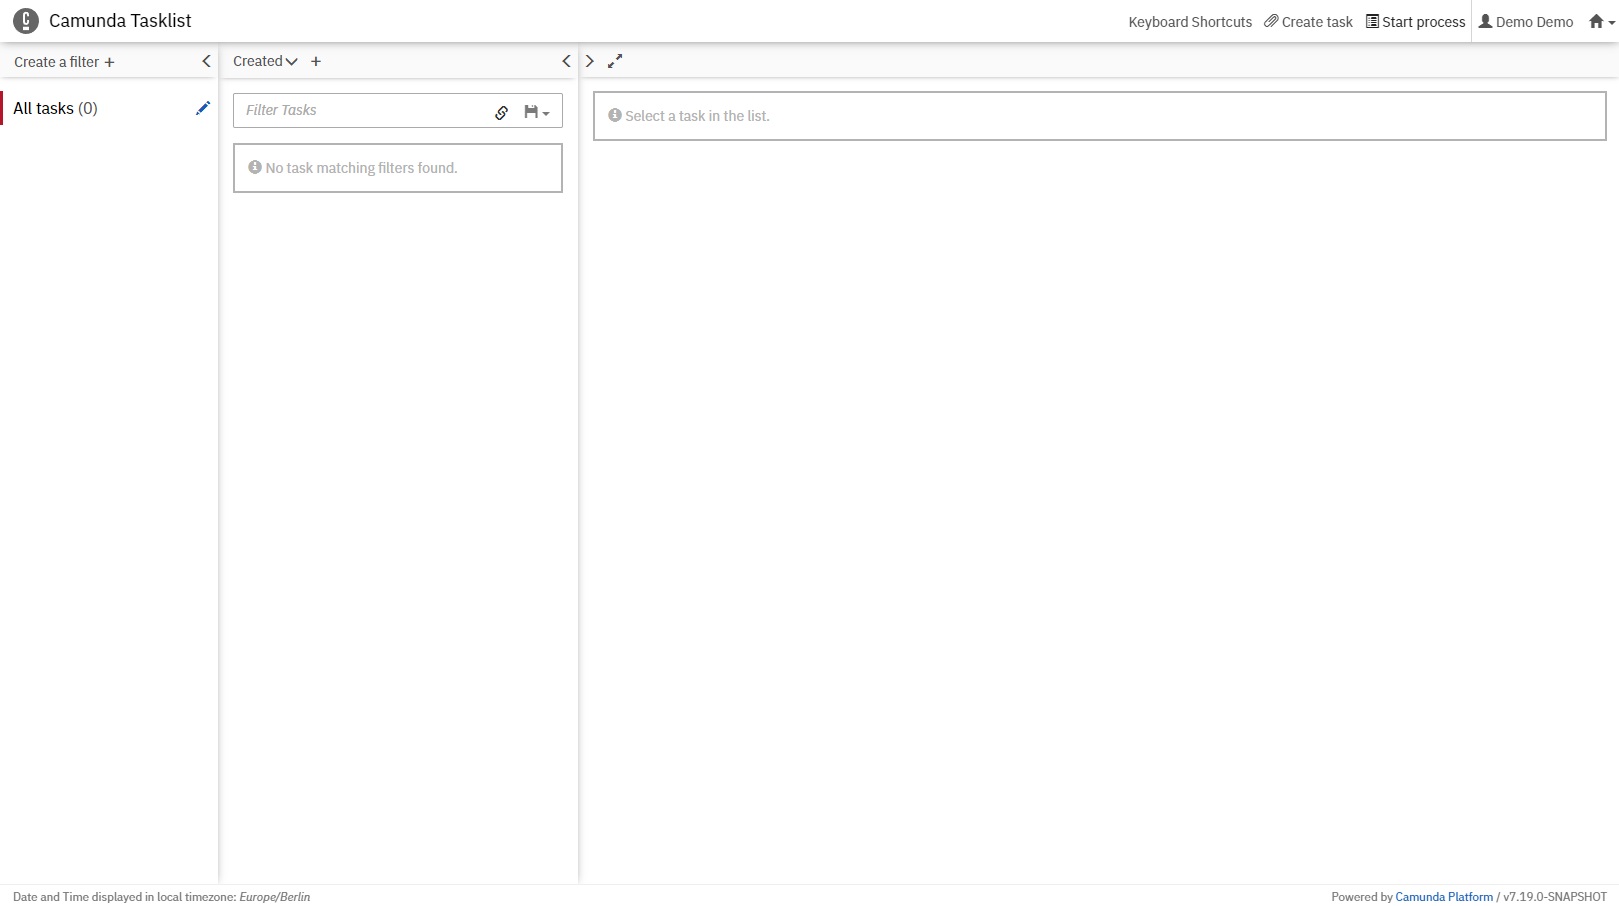 Camunda Tasklist
Keyboard Shortcuts Create task Start process Demo Demo
Create a filter +
Created +
All tasks (0)
Filter Tasks
Select a task in the list.
No task matching filters found.
Date and Time displayed in local timezone: Europe/Berlin
Powered by Camunda Platform / v7.19.0-SNAPSHOT